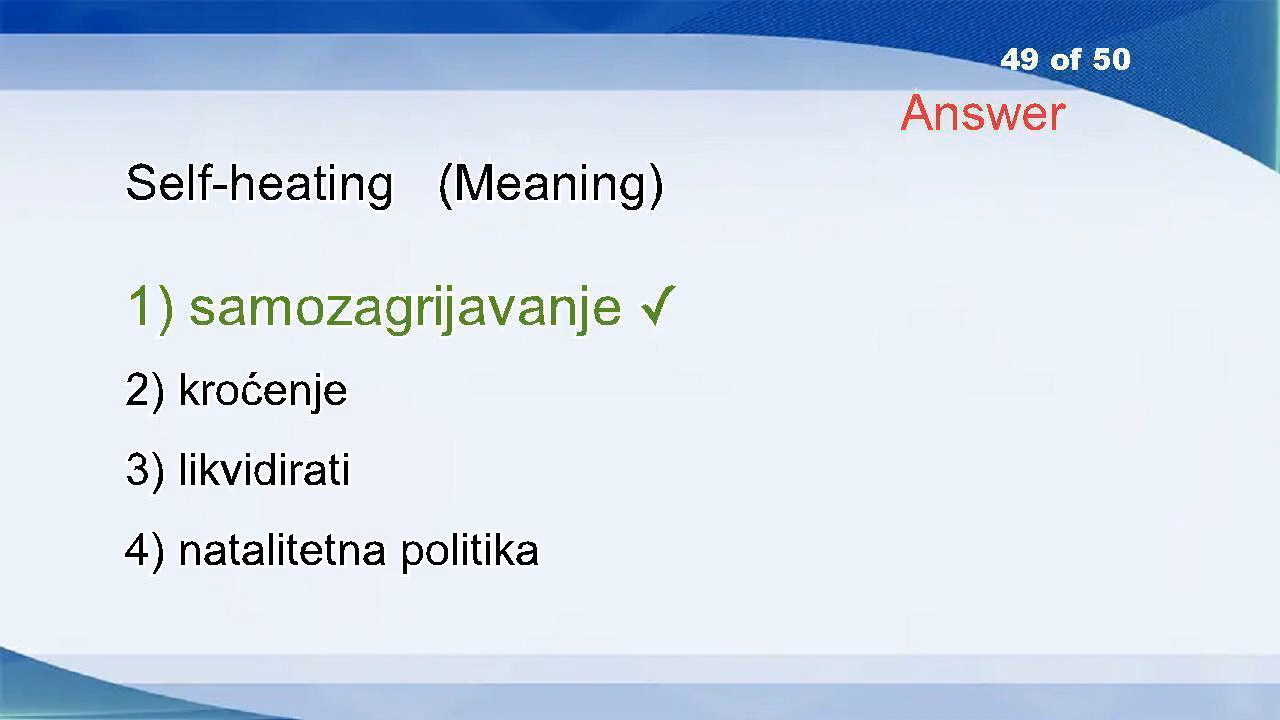 49 of 50
Answer
Self-heating (Meaning)
1) samozagrijavanje ✓
2) kroćenje
3) likvidirati
4) natalitetna politika